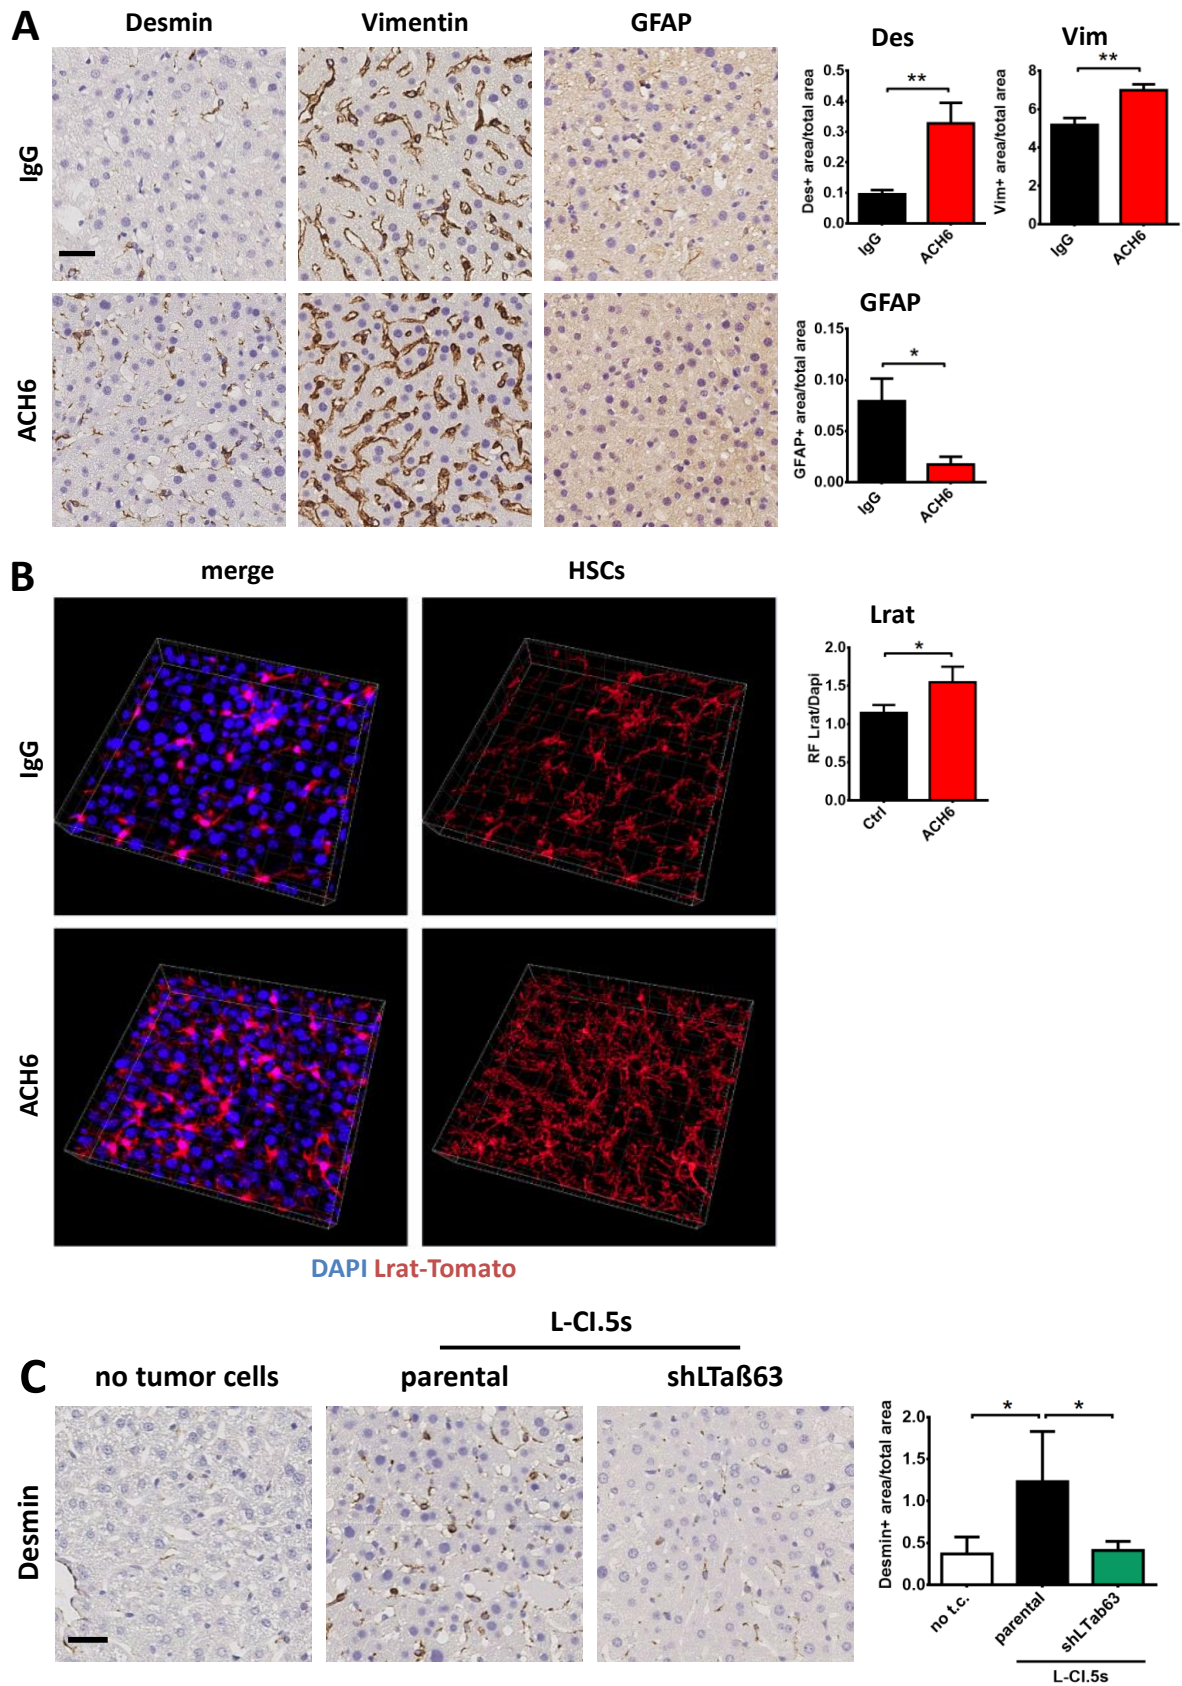 A
Desmin
Vimentin
GFAP
Des
Vim
IgG
ACH6
Des+ area/total area
0.5
0.4
0.3
0.2
0.1
0.0
**
IgG
ACH6
Vim+ area/total area
8
6
4
2
0
**
IgG
ACH6
GFAP
GFAP+ area/total area
0.15
0.10
0.05
0.00
*
IgG
ACH6
B
merge
HSCs
IgG
ACH6
Lrat
RF Lrat/Dapi
2.0
1.5
1.0
0.5
0.0
*
Ctrl
ACH6
DAPI Lrat-Tomato
L-CI.5s
C
no tumor cells
parental
shLTaß63
Desmin
Desmin+ area/total area
2.0
1.5
1.0
0.5
0.0
* *
no t.c.
parental
shLTab63
L-CI.5s